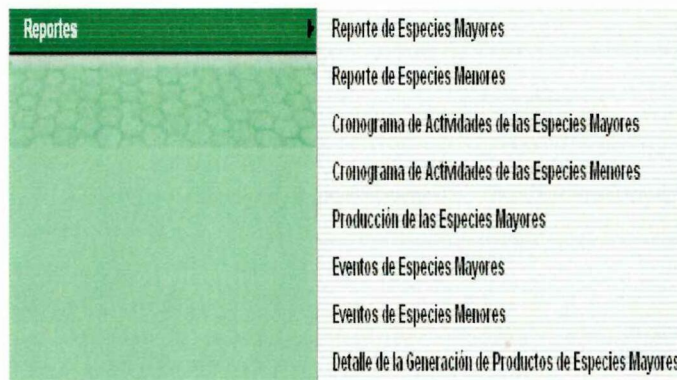 Reportes
Reporte de Especies Mayores
Reporte de Especies Menores
Cronograma de Actividades de las Especies Mayores
Cronograma de Actividades de las Especies Menores
Producción de las Especies Mayores
Eventos de Especies Mayores
Eventos de Especies Menores
Detalle de la Generación de Productos de Especies Mayores